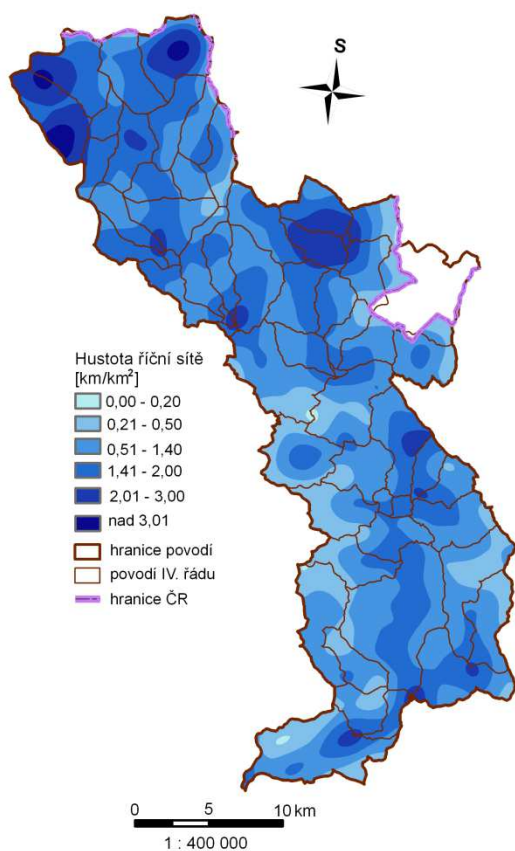 S
Hustota říční sítě
[km/km²]
0,00 - 0,20
0,21 - 0,50
0,51 - 1,40
1,41 - 2,00
2,01 - 3,00
nad 3,01
hranice povodí
povodí IV. řádu
hranice ČR
0 5 10 km
1 : 400 000